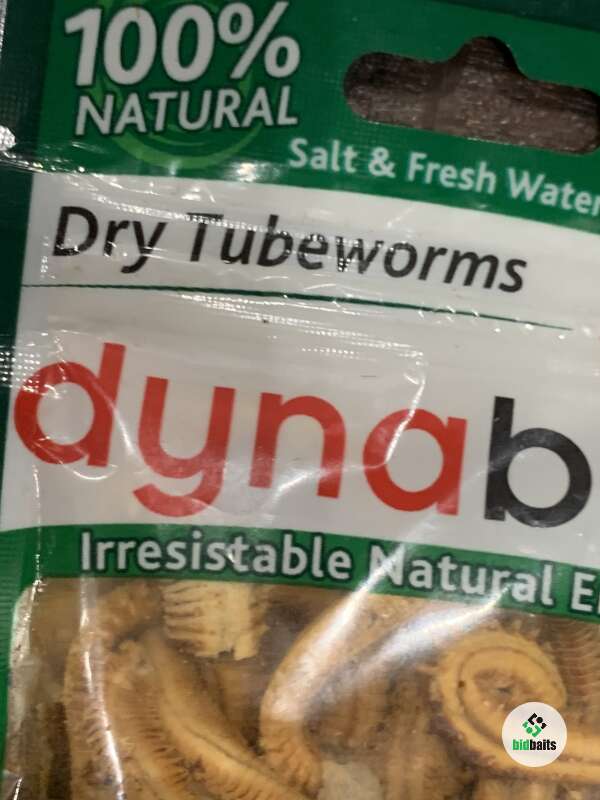 100%
NATURAL
Salt & Fresh Water
Dry Tubeworms
dynab
Irresistable Natural E
bidbaits